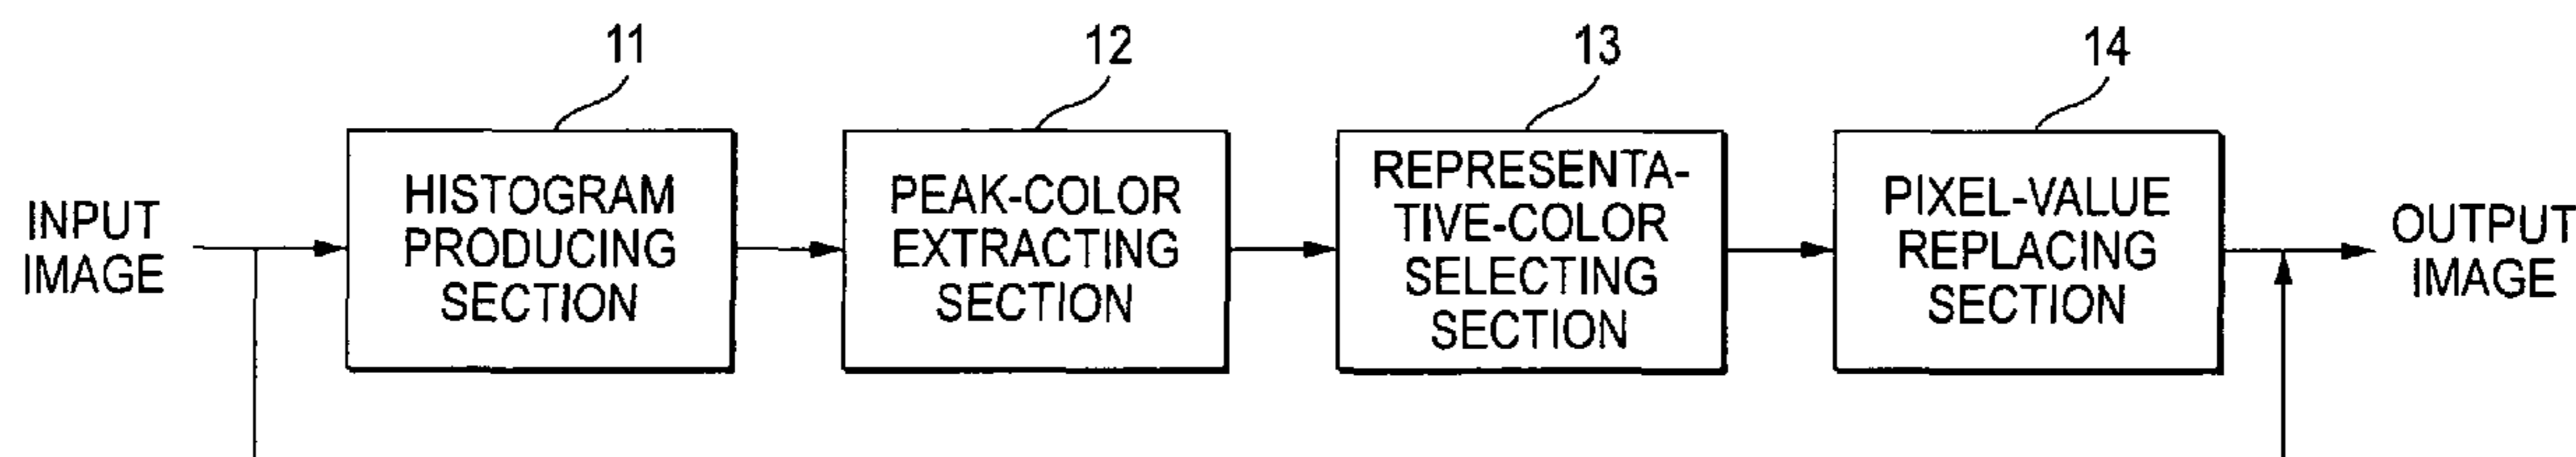 11
12
13
14
INPUT
IMAGE
HISTOGRAM
PRODUCING
SECTION
PEAK-COLOR
EXTRACTING
SECTION
REPRESENTA-
TIVE-COLOR
SELECTING
SECTION
PIXEL-VALUE
REPLACING
SECTION
OUTPUT
IMAGE